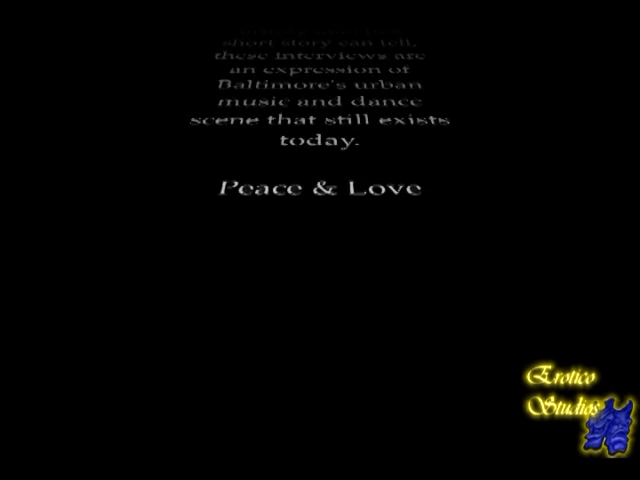 short story can tell,
these interviews are
an expression of
Baltimore's urban
music and dance
scene that still exists
today.
Peace & Love
Erotico
Studios